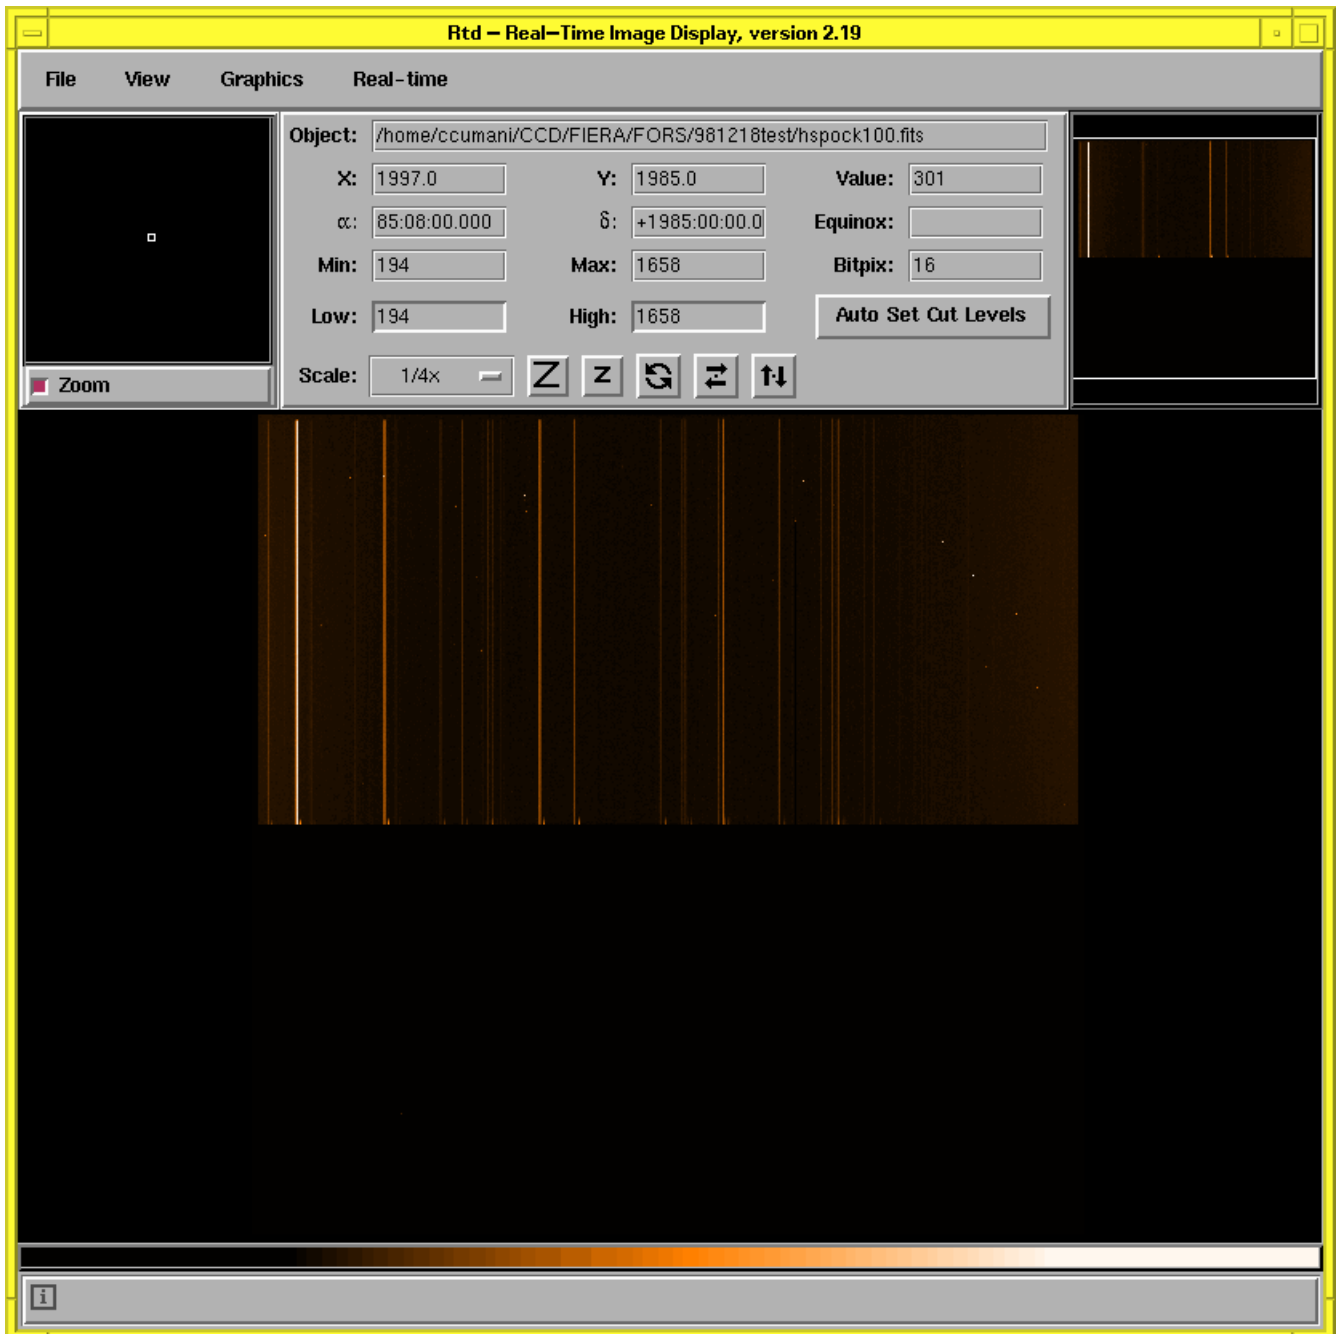 Rtd – Real–Time Image Display, version 2.19
File View Graphics Real-time
Object: /home/ccumani/CCD/FIERA/FORS/981218test/hspock100.fits
X: 1997.0 Y: 1985.0 Value: 301
α: 85:08:00.000 δ: +1985:00:00.0 Equinox:
Min: 194 Max: 1658 Bitpix: 16
Low: 194 High: 1658 Auto Set Cut Levels
Scale: 1/4x Z z
Zoom
i